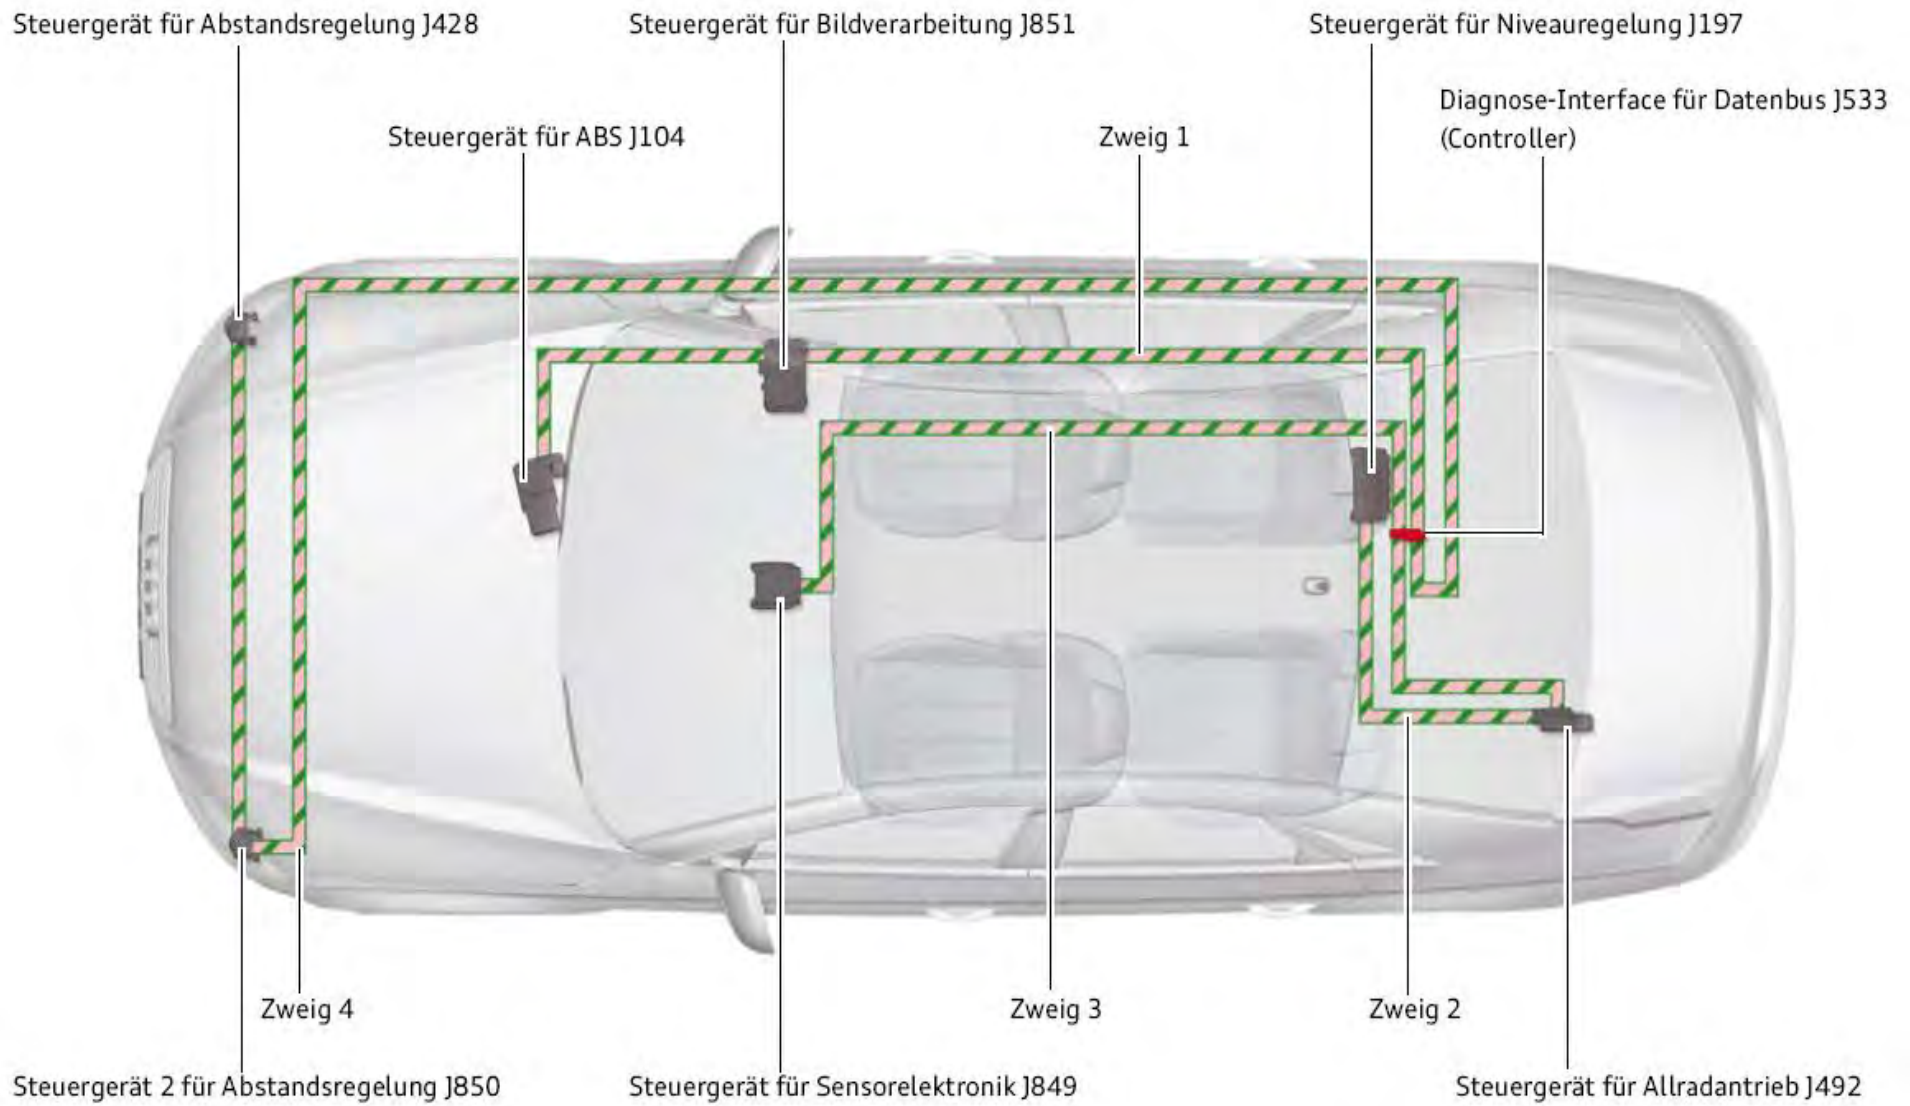 Steuergerät für Abstandsregelung J428
Steuergerät für Bildverarbeitung J851
Steuergerät für Niveauregelung J197
Diagnose-Interface für Datenbus J533
(Controller)
Steuergerät für ABS J104
Zweig 1
Zweig 4
Zweig 3
Zweig 2
Steuergerät 2 für Abstandsregelung J850
Steuergerät für Sensorelektronik J849
Steuergerät für Allradantrieb J492